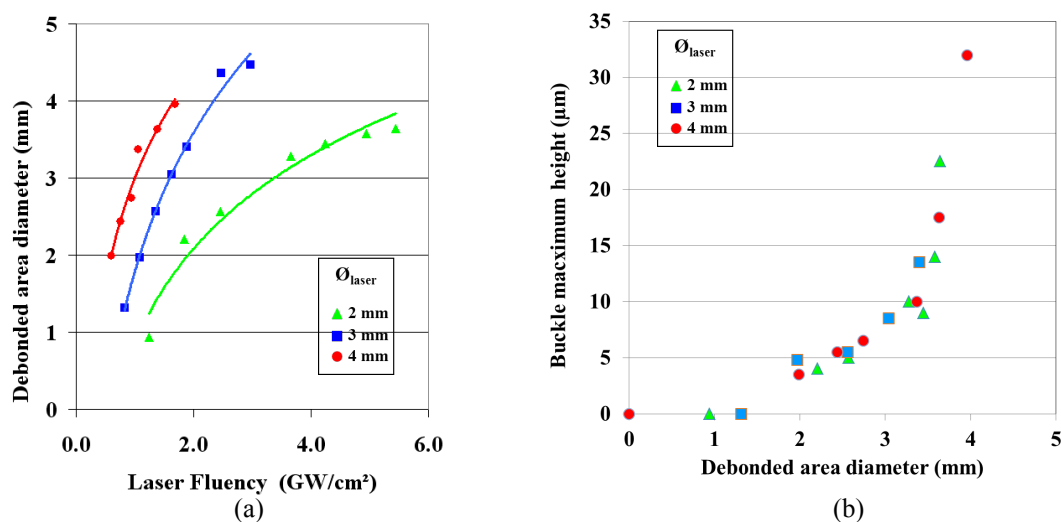 5
4
3
2
1
0
Debonded area diameter (mm)
0.0 2.0 4.0 6.0
Laser Fluency (GW/cm²)
Ølaser
2 mm
3 mm
4 mm
(a)
35
30
25
20
15
10
5
0
Buckle macximum height (µm)
0 1 2 3 4 5
Debonded area diameter (mm)
Ølaser
2 mm
3 mm
4 mm
(b)